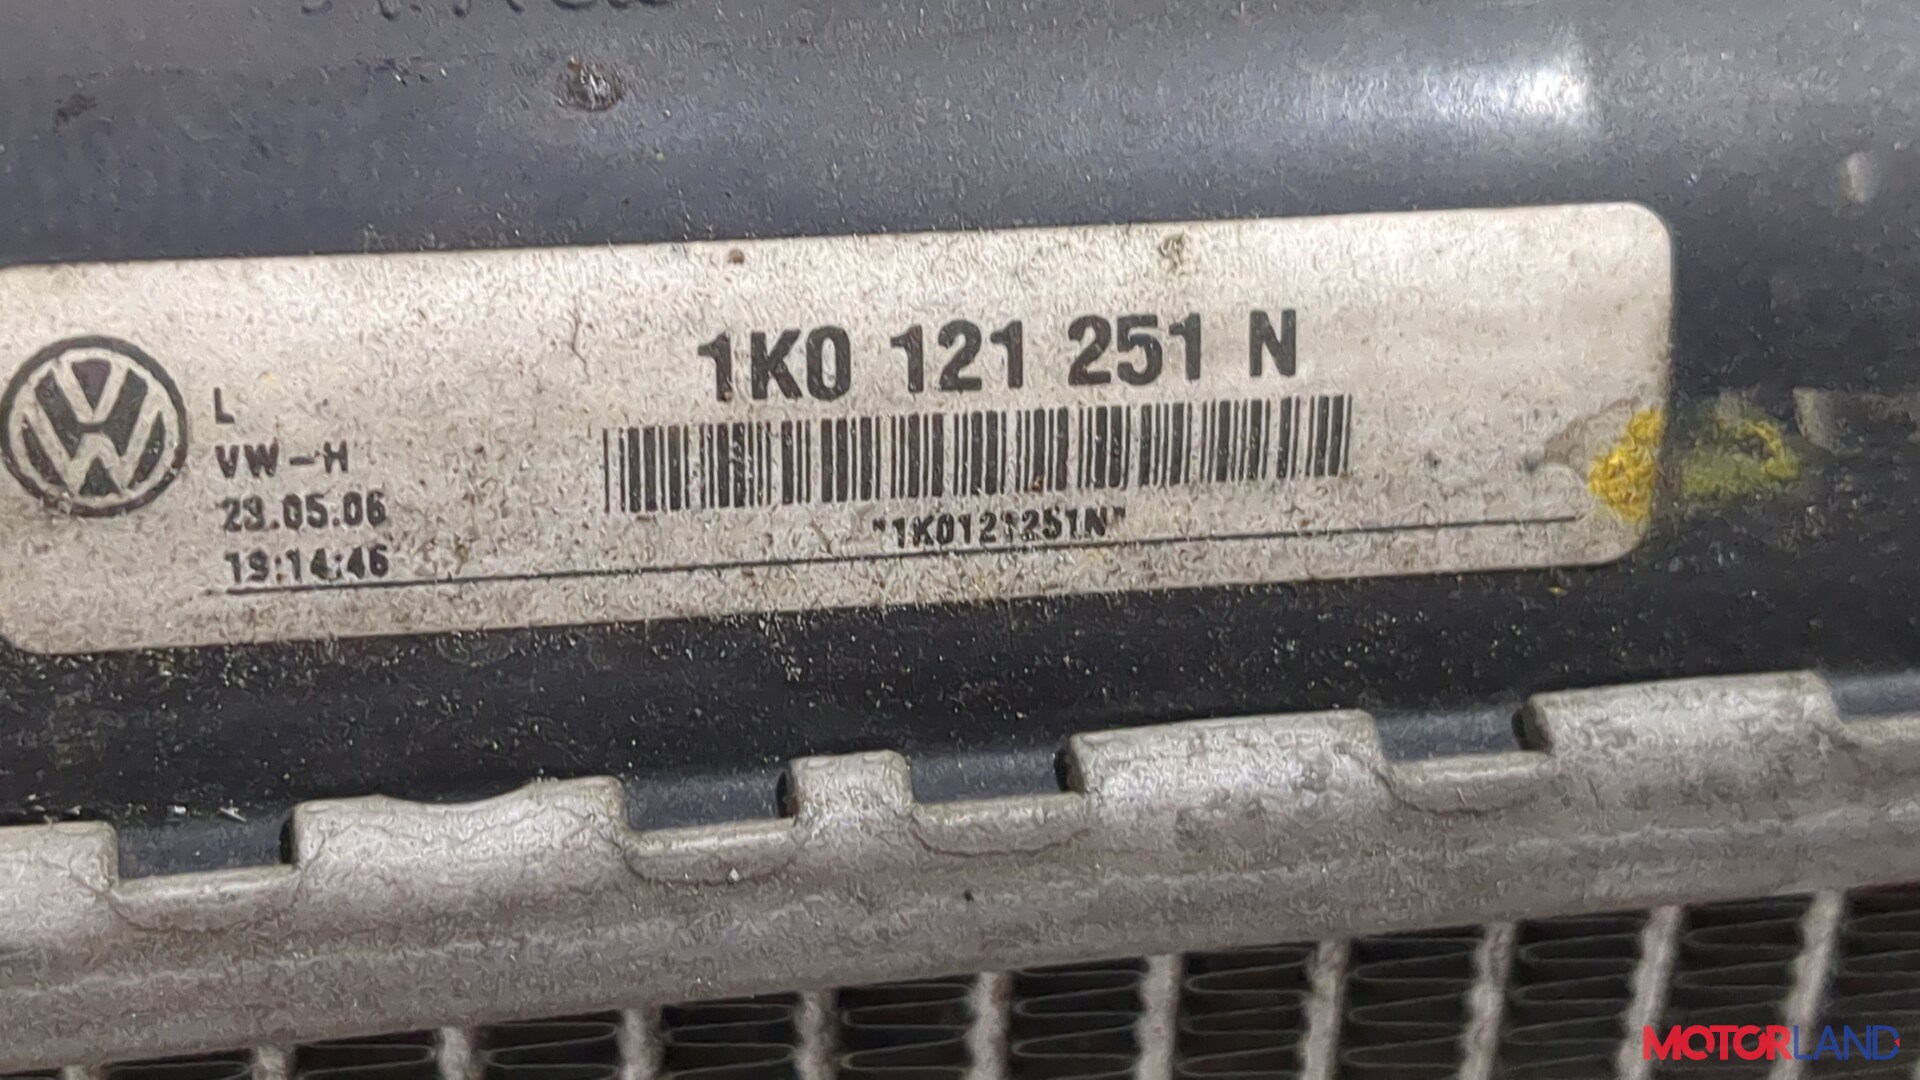 1K0 121 251 N
L
VW-H
23.05.06
19:14:46
"1K0121251N"
MOTORLAND